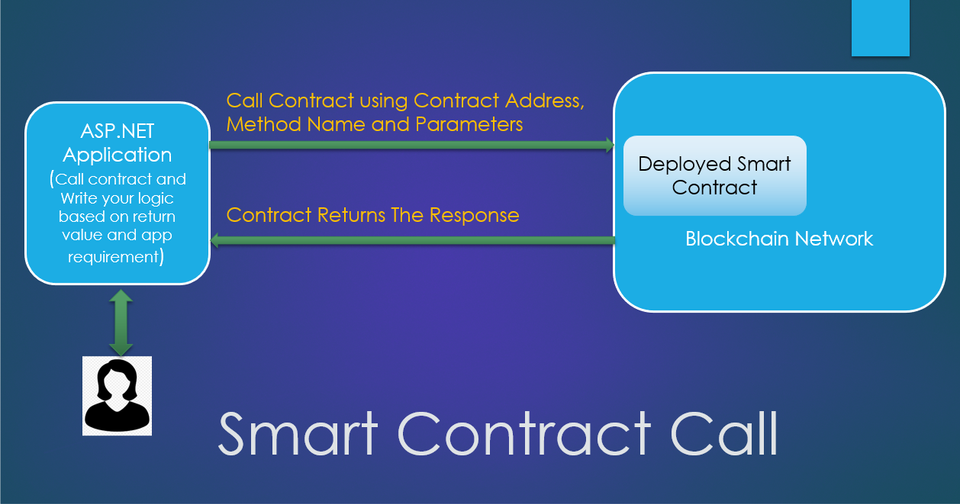 Call Contract using Contract Address,
Method Name and Parameters
ASP.NET
Application
(Call contract and
Write your logic
based on return
value and app
requirement)
Deployed Smart
Contract
Contract Returns The Response
Blockchain Network
Smart Contract Call